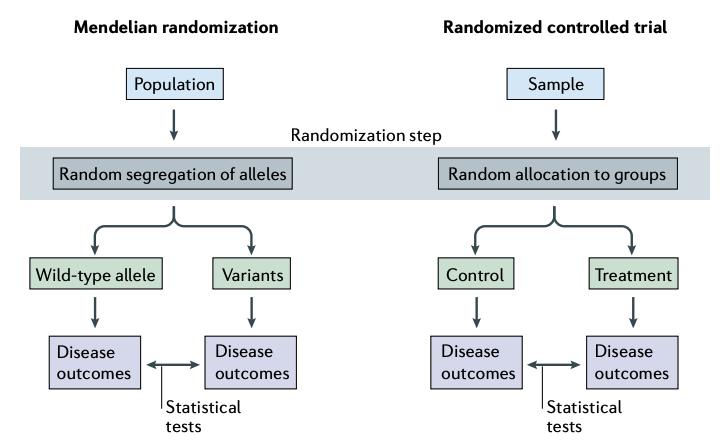 Mendelian randomization
Randomized controlled trial
Population
Sample
Randomization step
Random segregation of alleles
Random allocation to groups
Wild-type allele
Variants
Control
Treatment
Disease
outcomes
Disease
outcomes
Disease
outcomes
Disease
outcomes
Statistical
tests
Statistical
tests